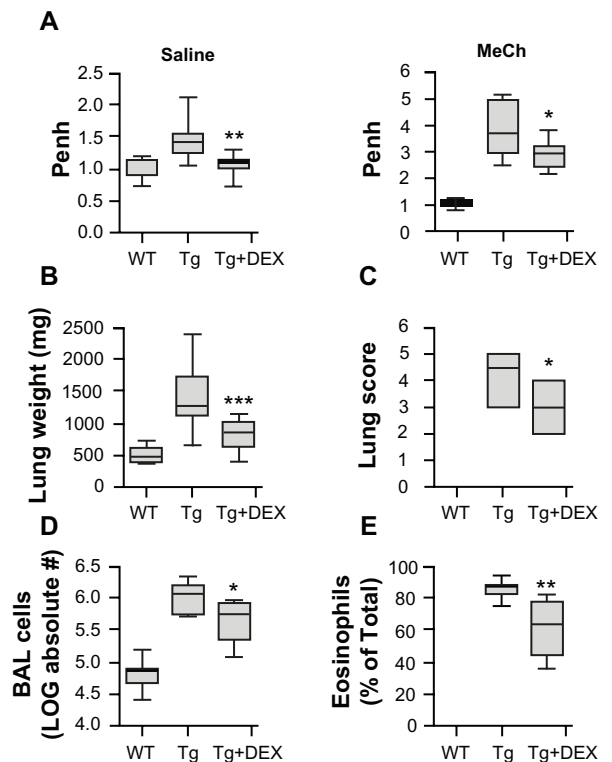 A
Saline
MeCh
Penh
2.5
2.0
1.5
1.0
0.5
0.0
**
WT Tg Tg+DEX
Penh
6
5
4
3
2
1
0
*
WT Tg Tg+DEX
B
Lung weight (mg)
2500
2000
1500
1000
500
0
***
WT Tg Tg+DEX
C
Lung score
6
5
4
3
2
1
0
*
WT Tg Tg+DEX
D
BAL cells
(LOG absolute #)
6.5
6.0
5.5
5.0
4.5
4.0
*
WT Tg Tg+DEX
E
Eosinophils
(% of Total)
100
80
60
40
20
0
**
WT Tg Tg+DEX